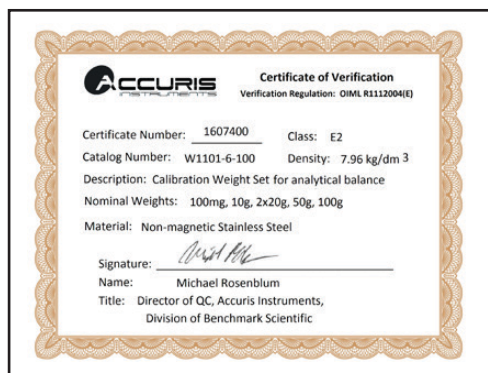 ACCURIS
INSTRUMENTS
Certificate of Verification
Verification Regulation: OIML R1112004(E)
Certificate Number: 1607400 Class: E2
Catalog Number: W1101-6-100 Density: 7.96 kg/dm 3
Description: Calibration Weight Set for analytical balance
Nominal Weights: 100mg, 10g, 2x20g, 50g, 100g
Material: Non-magnetic Stainless Steel
Signature:
Name: Michael Rosenblum
Title: Director of QC, Accuris Instruments,
Division of Benchmark Scientific